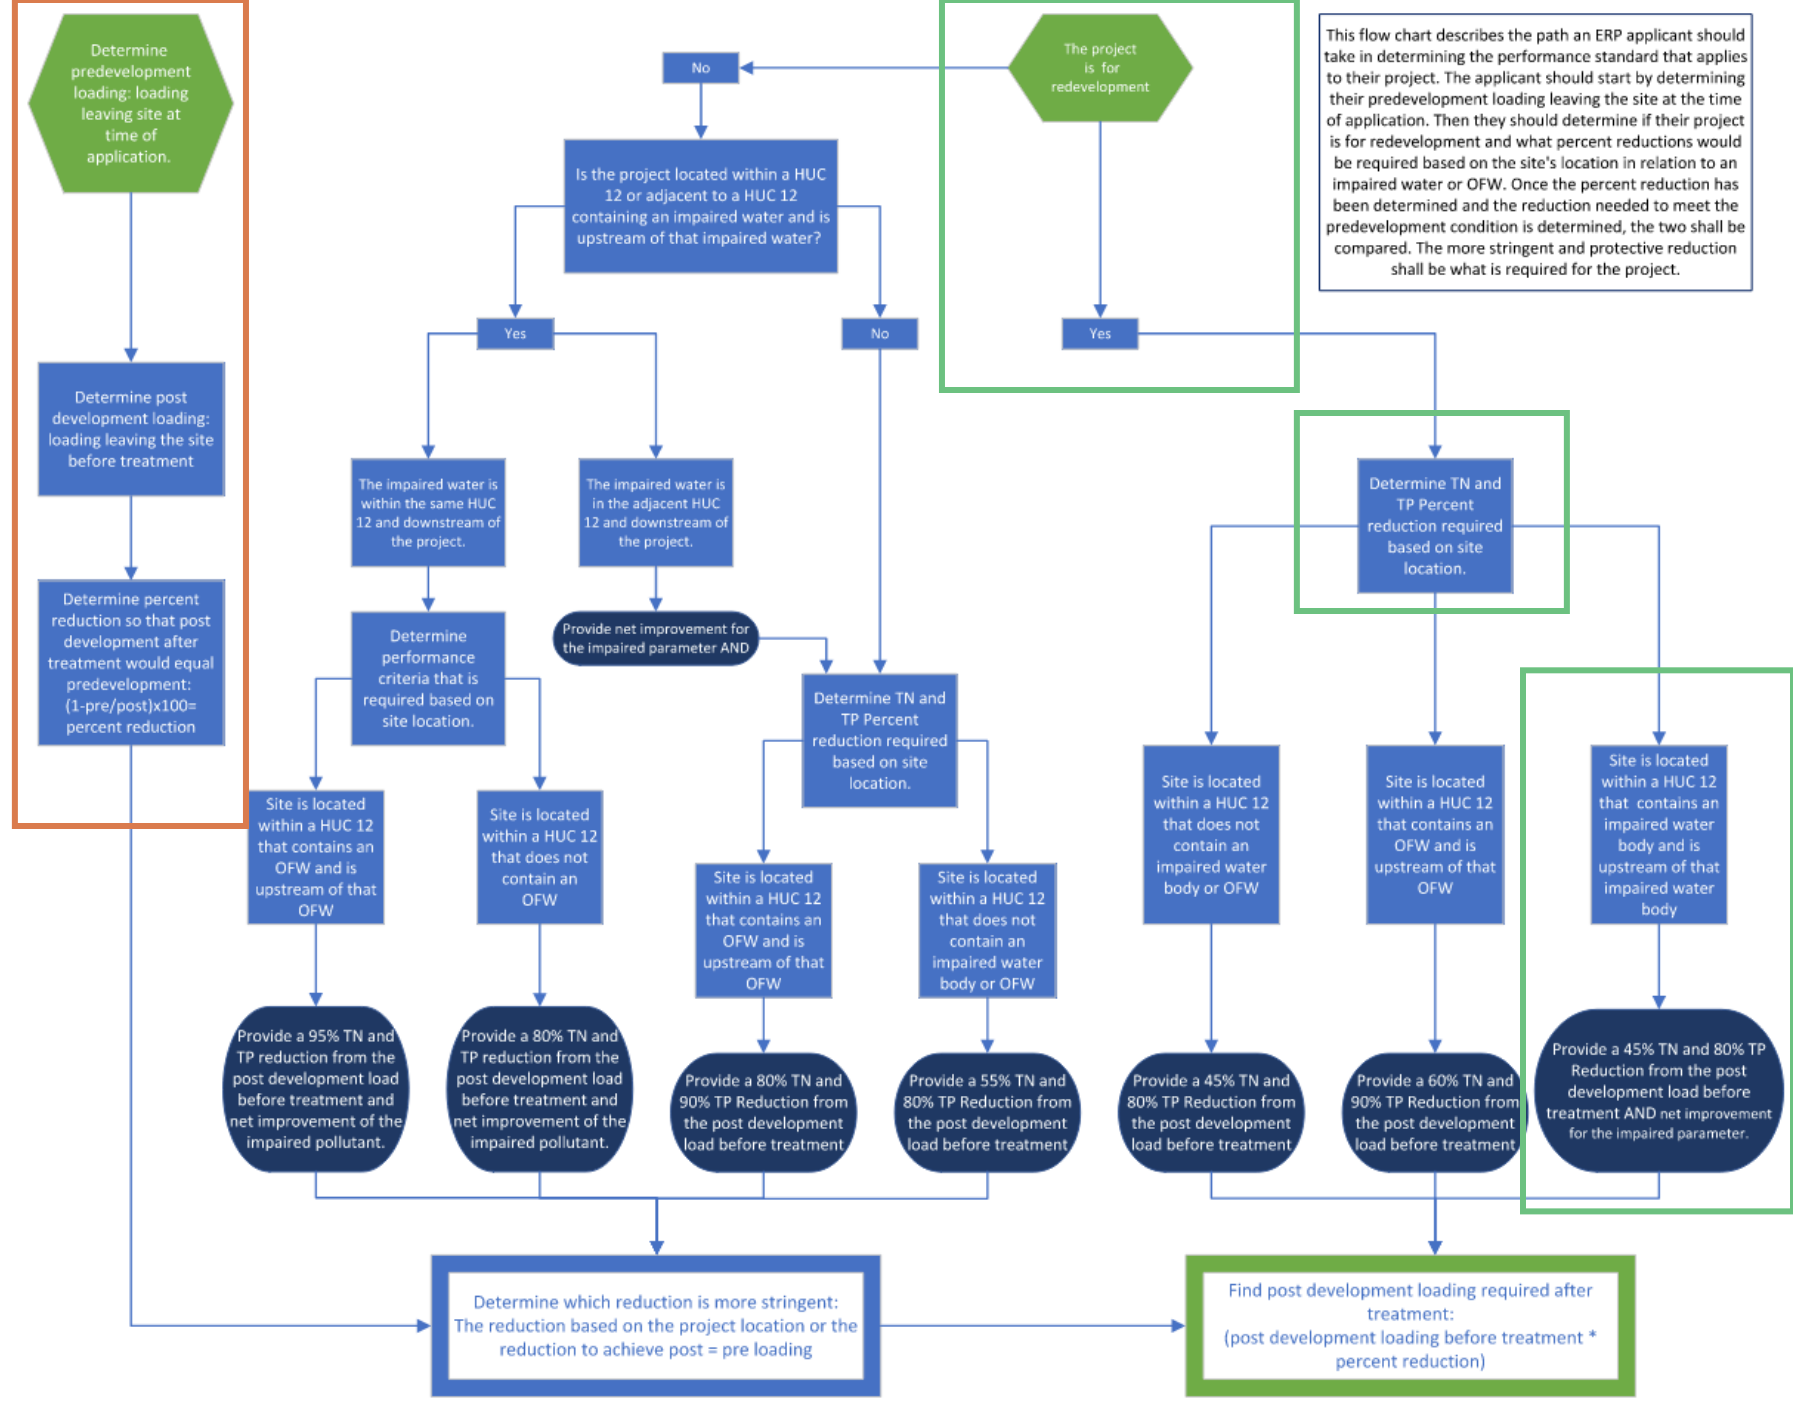 Determine
predevelopment
loading: loading
leaving site at
time of
application.
Determine post
development loading:
loading leaving the site
before treatment
Determine percent
reduction so that post
development after
treatment would equal
predevelopment:
(1-pre/post)x100=
percent reduction
The project
is for
redevelopment
No
Is the project located within a HUC
12 or adjacent to a HUC 12
containing an impaired water and is
upstream of that impaired water?
Yes
No
Yes
This flow chart describes the path an ERP applicant should
take in determining the performance standard that applies
to their project. The applicant should start by determining
their predevelopment loading leaving the site at the time
of application. Then they should determine if their project
is for redevelopment and what percent reductions would
be required based on the site's location in relation to an
impaired water or OFW. Once the percent reduction has
been determined and the reduction needed to meet the
predevelopment condition is determined, the two shall be
compared. The more stringent and protective reduction
shall be what is required for the project.
The impaired water is
within the same HUC
12 and downstream of
the project.
The impaired water is
in the adjacent HUC
12 and downstream of
the project.
Determine
performance
criteria that is
required based on
site location.
Provide net improvement for
the impaired parameter AND
Determine TN and
TP Percent
reduction required
based on site
location.
Determine TN and
TP Percent
reduction required
based on site
location.
Site is located
within a HUC 12
that contains an
OFW and is
upstream of that
OFW
Site is located
within a HUC 12
that does not
contain an
OFW
Site is located
within a HUC 12
that contains an
OFW and is
upstream of that
OFW
Site is located
within a HUC 12
that does not
contain an
impaired water
body or OFW
Site is located
within a HUC 12
that does not
contain an
impaired water
body or OFW
Site is located
within a HUC 12
that contains an
OFW and is
upstream of that
OFW
Site is located
within a HUC 12
that contains an
impaired water
body and is
upstream of that
impaired water
body
Provide a 95% TN and
TP reduction from the
post development load
before treatment and
net improvement of the
impaired pollutant.
Provide a 80% TN and
TP reduction from the
post development load
before treatment and
net improvement of the
impaired pollutant.
Provide a 80% TN and
90% TP Reduction from
the post development
load before treatment
Provide a 55% TN and
80% TP Reduction from
the post development
load before treatment
Provide a 45% TN and
80% TP Reduction from
the post development
load before treatment
Provide a 60% TN and
90% TP Reduction from
the post development
load before treatment
Provide a 45% TN and 80% TP
Reduction from the post
development load before
treatment AND net improvement
for the impaired parameter.
Determine which reduction is more stringent:
The reduction based on the project location or the
reduction to achieve post = pre loading
Find post development loading required after
treatment:
(post development loading before treatment *
percent reduction)